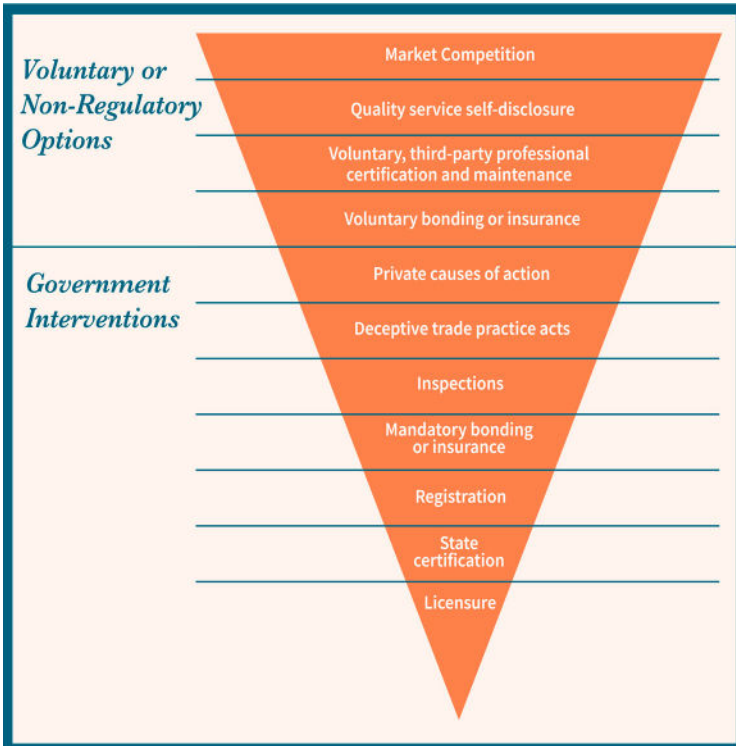 Voluntary or
Non-Regulatory
Options
Market Competition
Quality service self-disclosure
Voluntary, third-party professional
certification and maintenance
Voluntary bonding or insurance
Government
Interventions
Private causes of action
Deceptive trade practice acts
Inspections
Mandatory bonding
or insurance
Registration
State
certification
Licensure